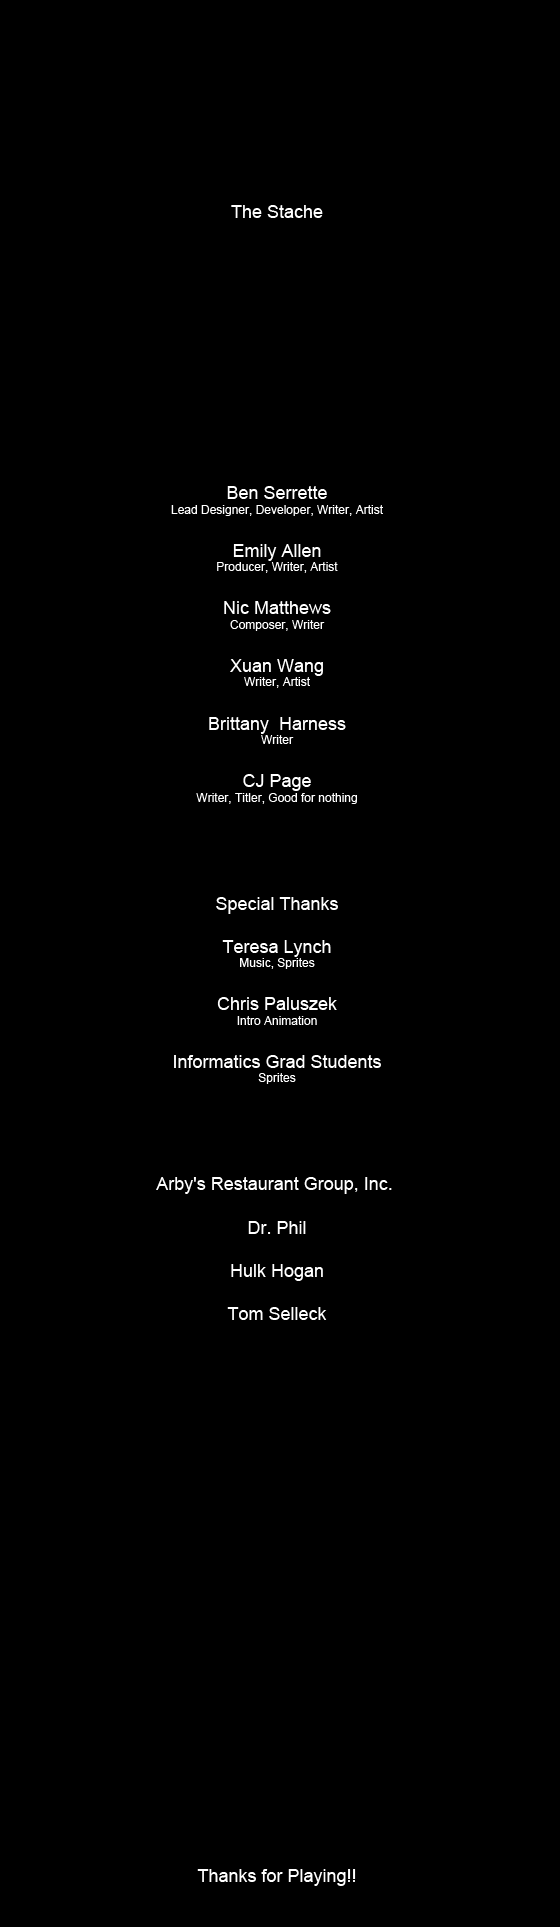 The Stache
Ben Serrette
Lead Designer, Developer, Writer, Artist
Emily Allen
Producer, Writer, Artist
Nic Matthews
Composer, Writer
Xuan Wang
Writer, Artist
Brittany  Harness
Writer
CJ Page
Writer, Titler, Good for nothing
Special Thanks
Teresa Lynch
Music, Sprites
Chris Paluszek
Intro Animation
Informatics Grad Students
Sprites
Arby's Restaurant Group, Inc.
Dr. Phil
Hulk Hogan
Tom Selleck
Thanks for Playing!!